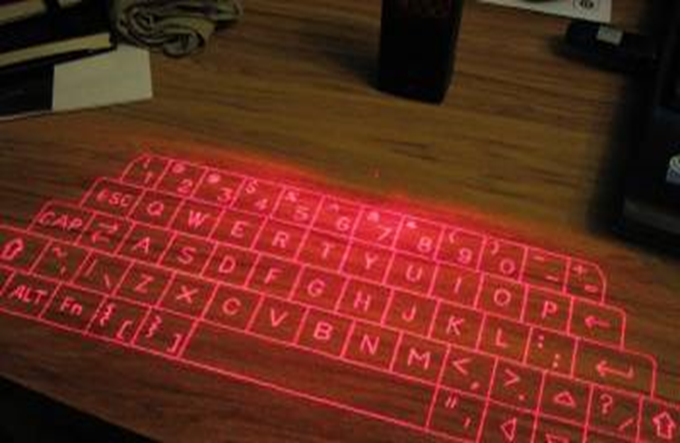 ! 1 @ 2 # 3 $ 4 % 5 ^ 6 & 7 * 8 ( 9 ) 0 _ - + =
ESC Q W E R T Y U I O P ←
CAP ⇄ A S D F G H J K L : ; ↵
⇧ ~ ` | \ Z X C V B N M < , > . △ ? / ⇧
ALT Fn { [ } ] " ' ◁